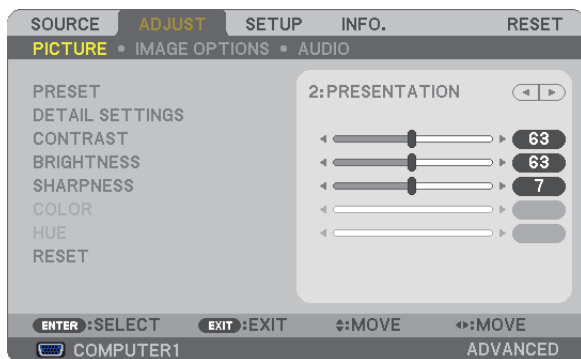 SOURCE ADJUST SETUP INFO. RESET
PICTURE • IMAGE OPTIONS • AUDIO
PRESET 2:PRESENTATION
DETAIL SETTINGS
CONTRAST 63
BRIGHTNESS 63
SHARPNESS 7
COLOR
HUE
RESET
ENTER :SELECT EXIT :EXIT :MOVE :MOVE
COMPUTER1 ADVANCED